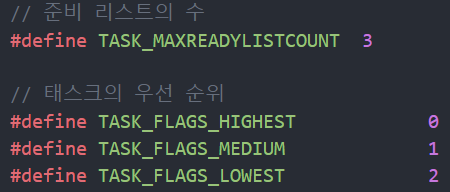 // 준비 리스트의 수
#define TASK_MAXREADYLISTCOUNT  3
// 태스크의 우선 순위
#define TASK_FLAGS_HIGHEST            0
#define TASK_FLAGS_MEDIUM             1
#define TASK_FLAGS_LOWEST             2